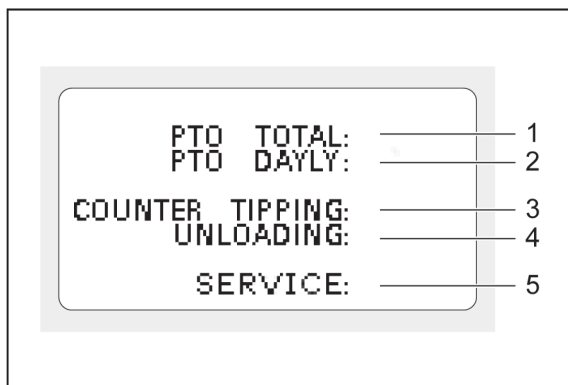 PTO TOTAL: 1
PTO DAYLY: 2
COUNTER TIPPING: 3
UNLOADING: 4
SERVICE: 5